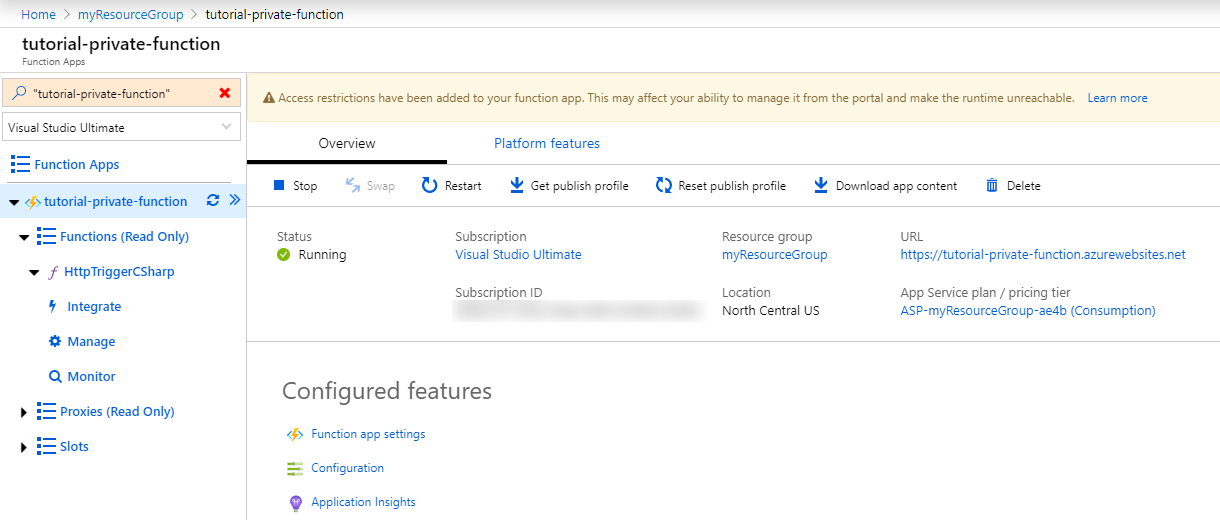 Home > myResourceGroup > tutorial-private-function
tutorial-private-function
Function Apps
"tutorial-private-function"
Visual Studio Ultimate
Function Apps
tutorial-private-function
Functions (Read Only)
HttpTriggerCSharp
Integrate
Manage
Monitor
Proxies (Read Only)
Slots
Access restrictions have been added to your function app. This may affect your ability to manage it from the portal and make the runtime unreachable. Learn more
Overview Platform features
Stop Swap Restart Get publish profile Reset publish profile Download app content Delete
Status Subscription Resource group URL
Running Visual Studio Ultimate myResourceGroup https://tutorial-private-function.azurewebsites.net
Subscription ID Location App Service plan / pricing tier
North Central US ASP-myResourceGroup-ae4b (Consumption)
Configured features
Function app settings
Configuration
Application Insights